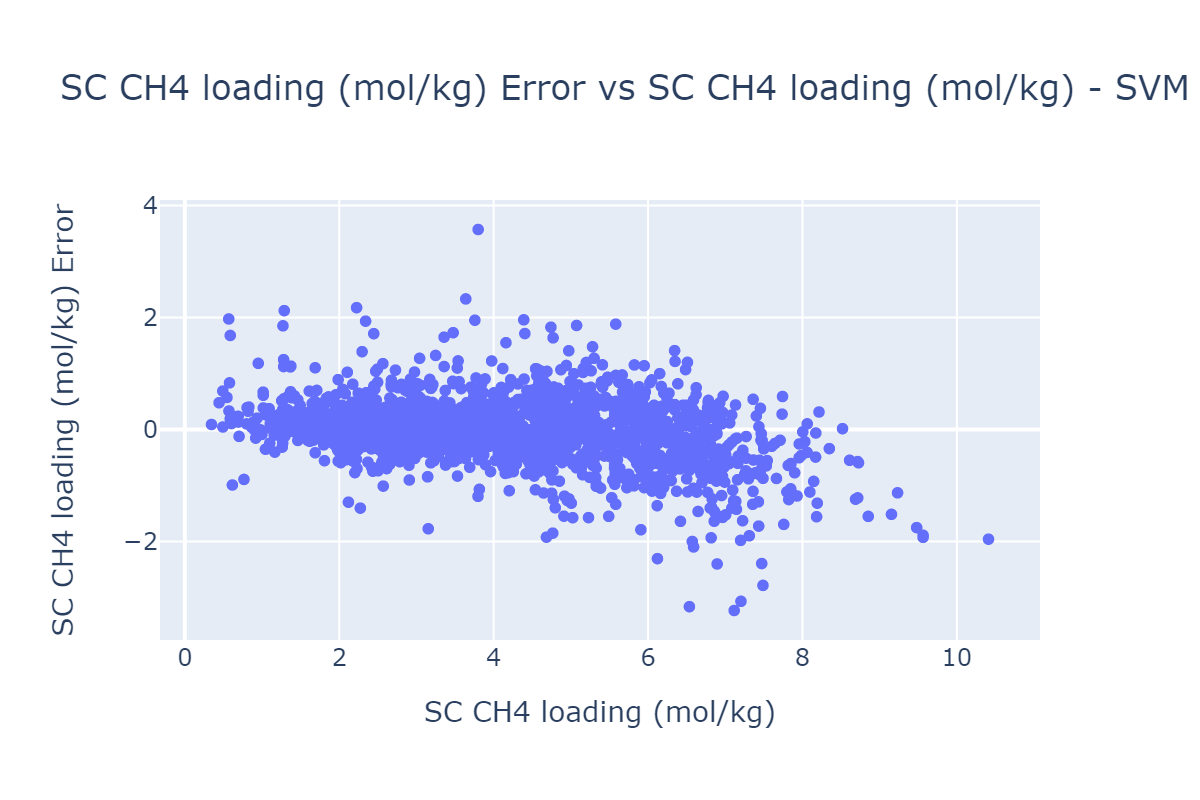 SC CH4 loading (mol/kg) Error vs SC CH4 loading (mol/kg) - SVM
SC CH4 loading (mol/kg) Error
4
2
0
−2
0 2 4 6 8 10
SC CH4 loading (mol/kg)